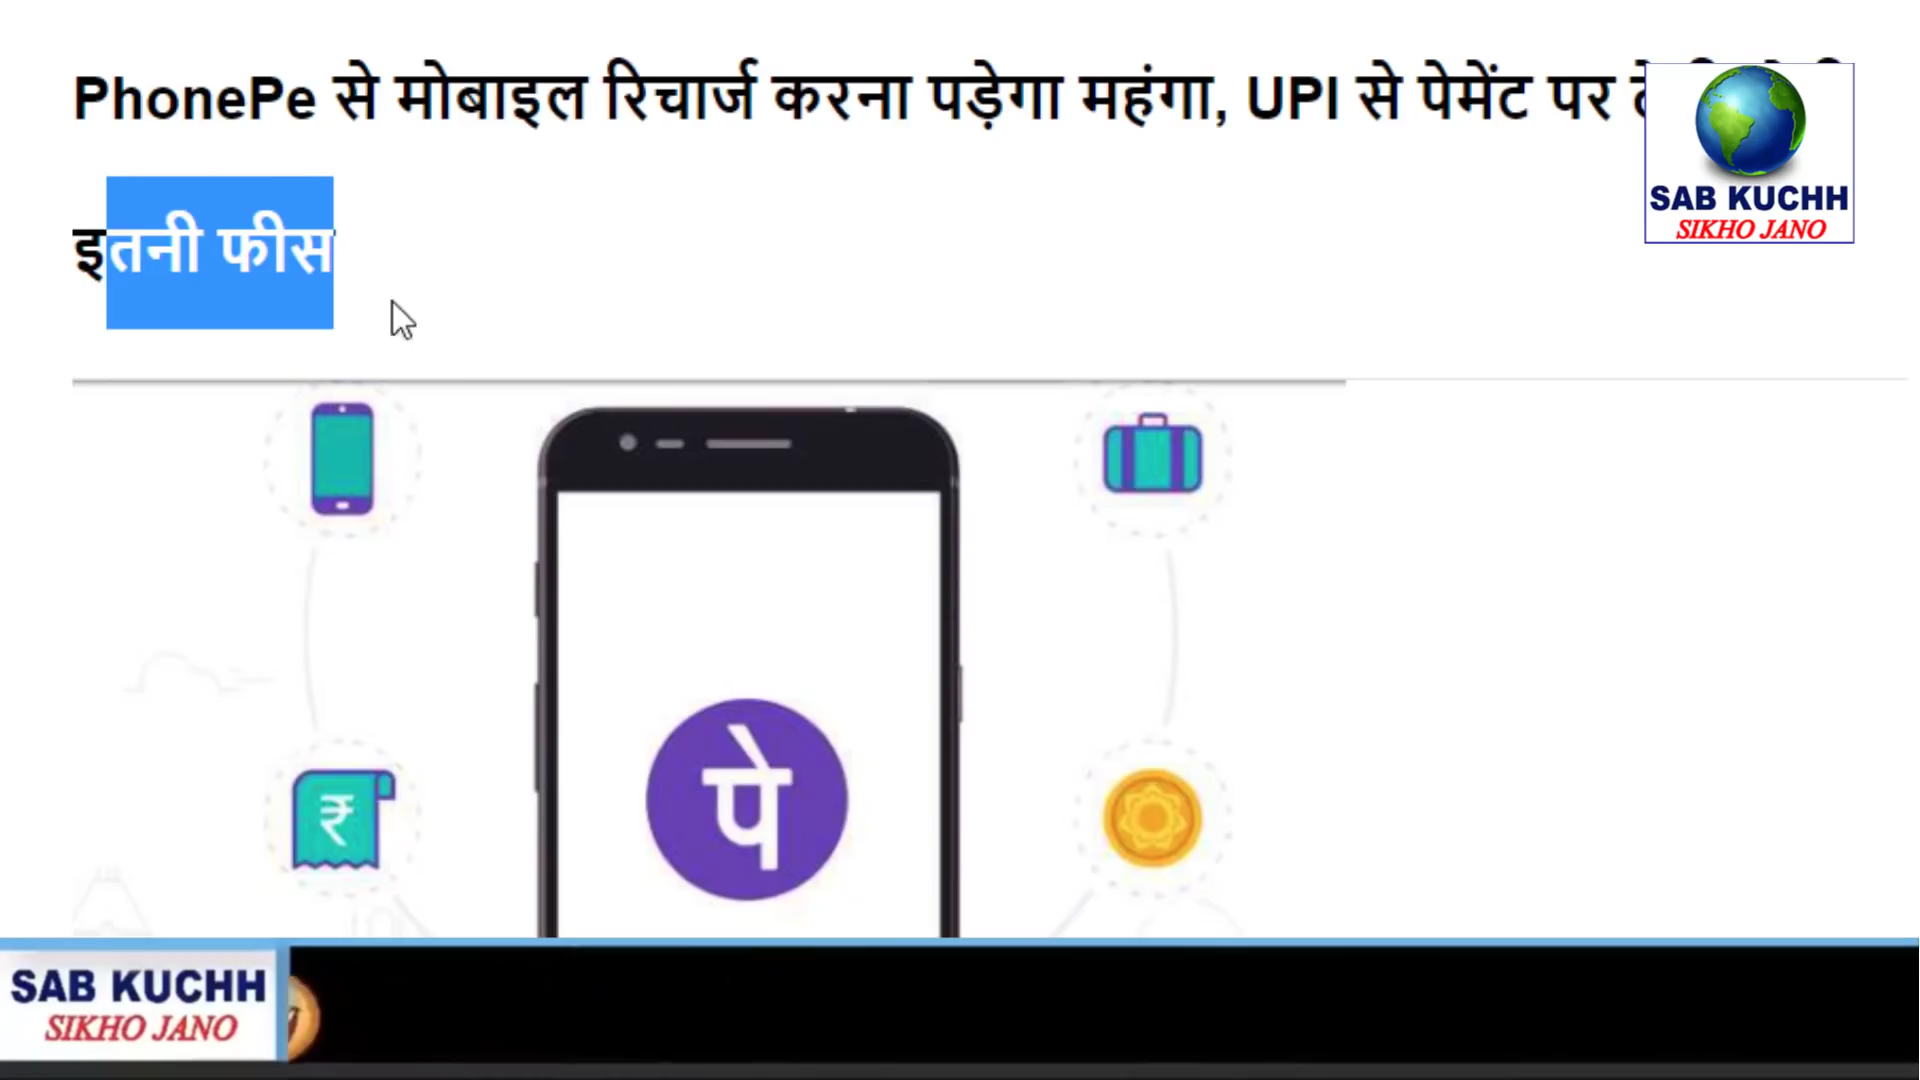 PhonePe से मोबाइल रिचार्ज करना पड़ेगा महंगा, UPI से पेमेंट पर
इतनी फीस
SAB KUCHH
SIKHO JANO
₹
पे
SAB KUCHH
SIKHO JANO